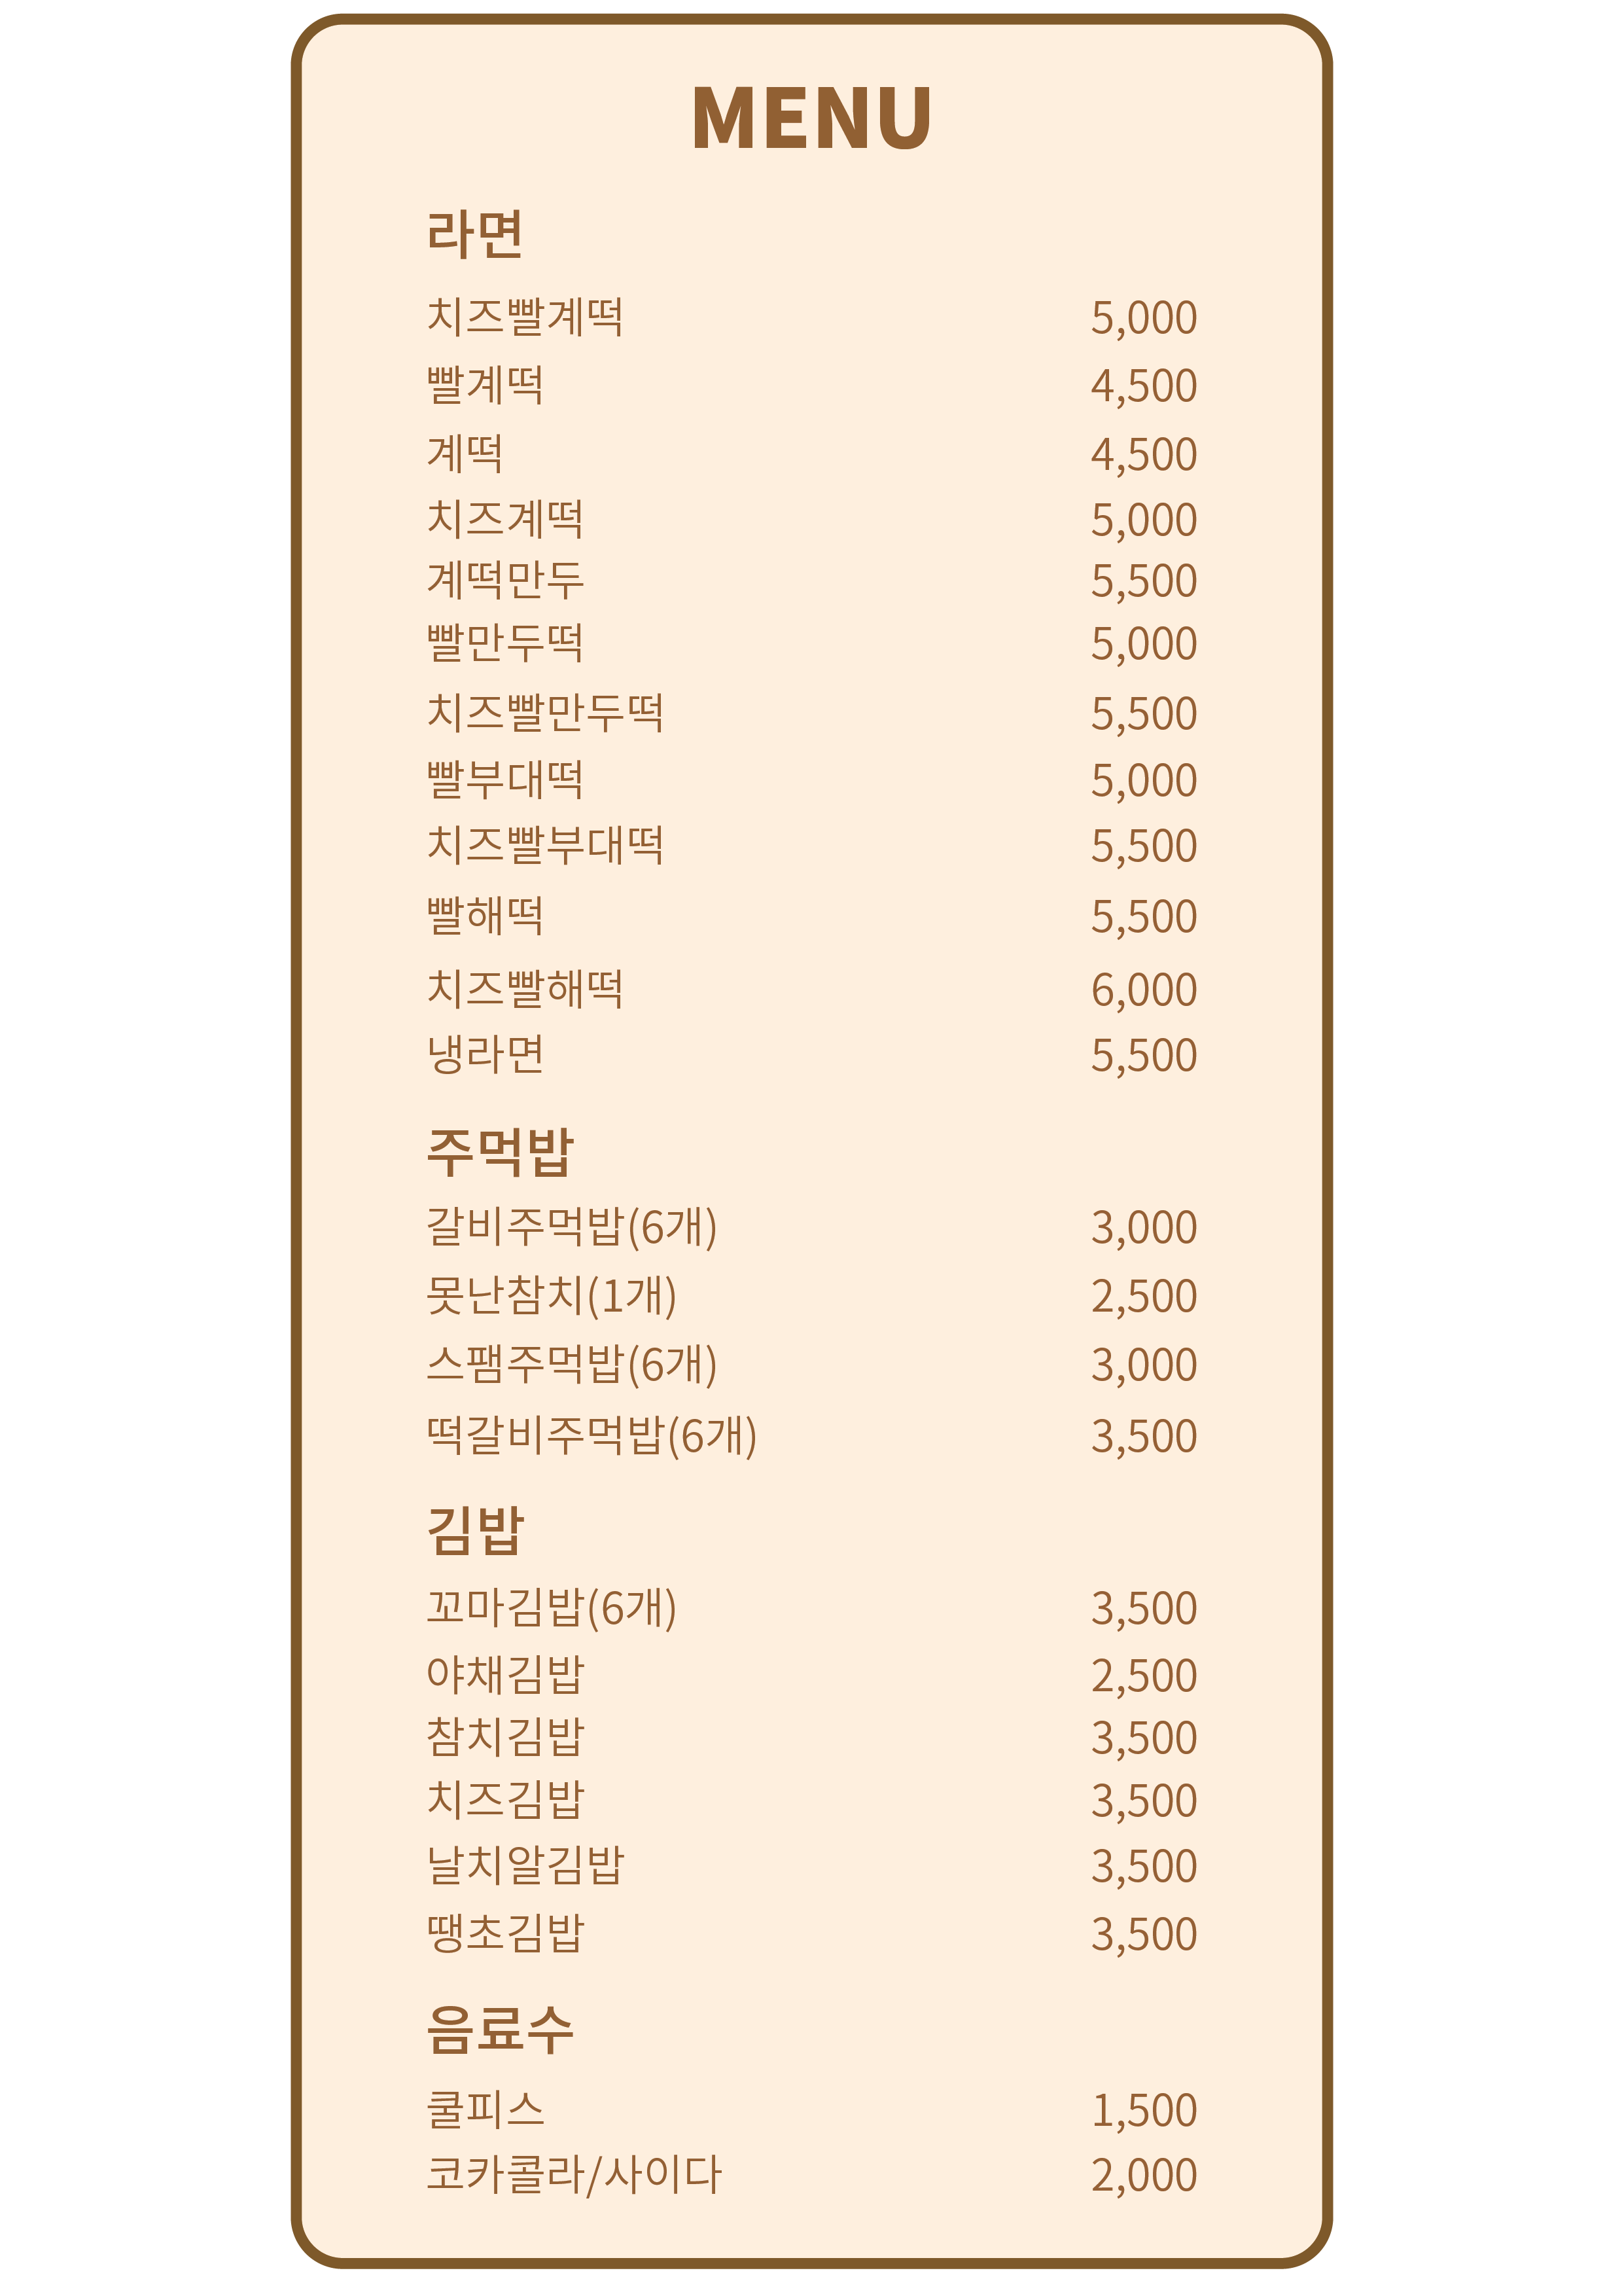 MENU
라면
치즈빨계떡 5,000
빨계떡 4,500
계떡 4,500
치즈계떡 5,000
계떡만두 5,500
빨만두떡 5,000
치즈빨만두떡 5,500
빨부대떡 5,000
치즈빨부대떡 5,500
빨해떡 5,500
치즈빨해떡 6,000
냉라면 5,500
주먹밥
갈비주먹밥(6개) 3,000
못난참치(1개) 2,500
스팸주먹밥(6개) 3,000
떡갈비주먹밥(6개) 3,500
김밥
꼬마김밥(6개) 3,500
야채김밥 2,500
참치김밥 3,500
치즈김밥 3,500
날치알김밥 3,500
땡초김밥 3,500
음료수
쿨피스 1,500
코카콜라/사이다 2,000